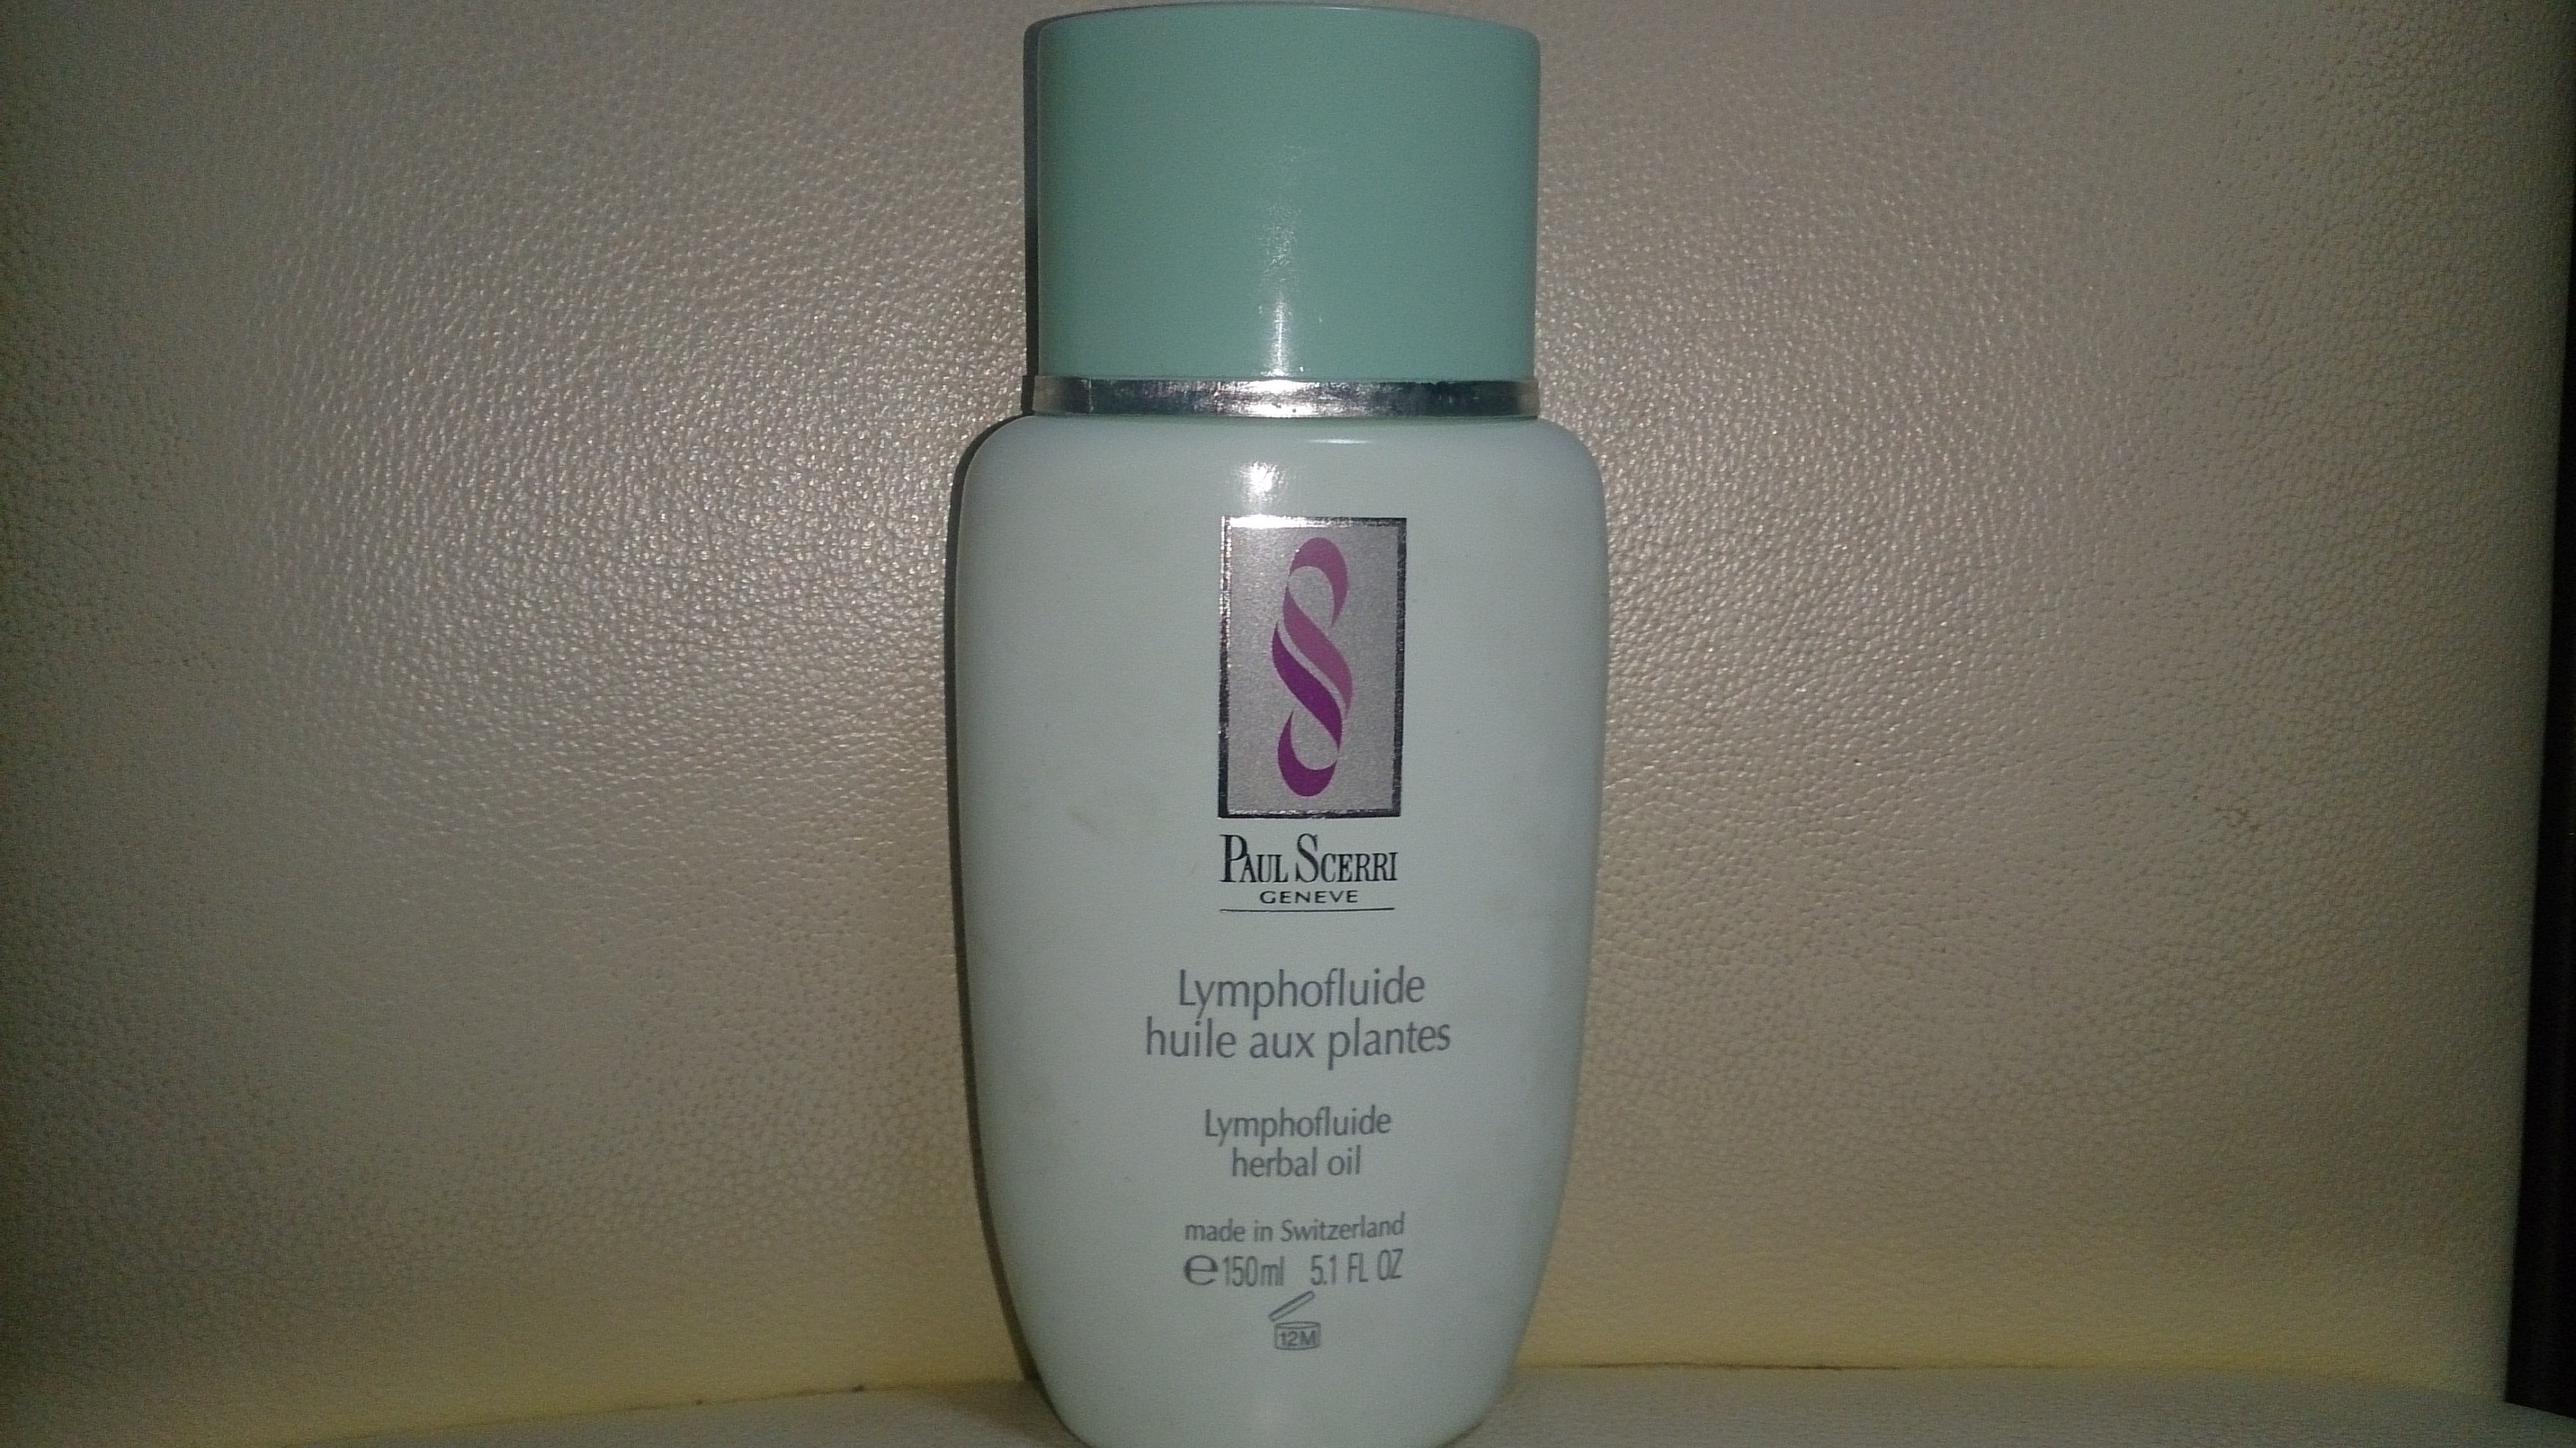 PAUL SCERRI
GENEVE
Lymphofluide
huile aux plantes
Lymphofluide
herbal oil
made in Switzerland
℮150ml 5.1 FL OZ
12M